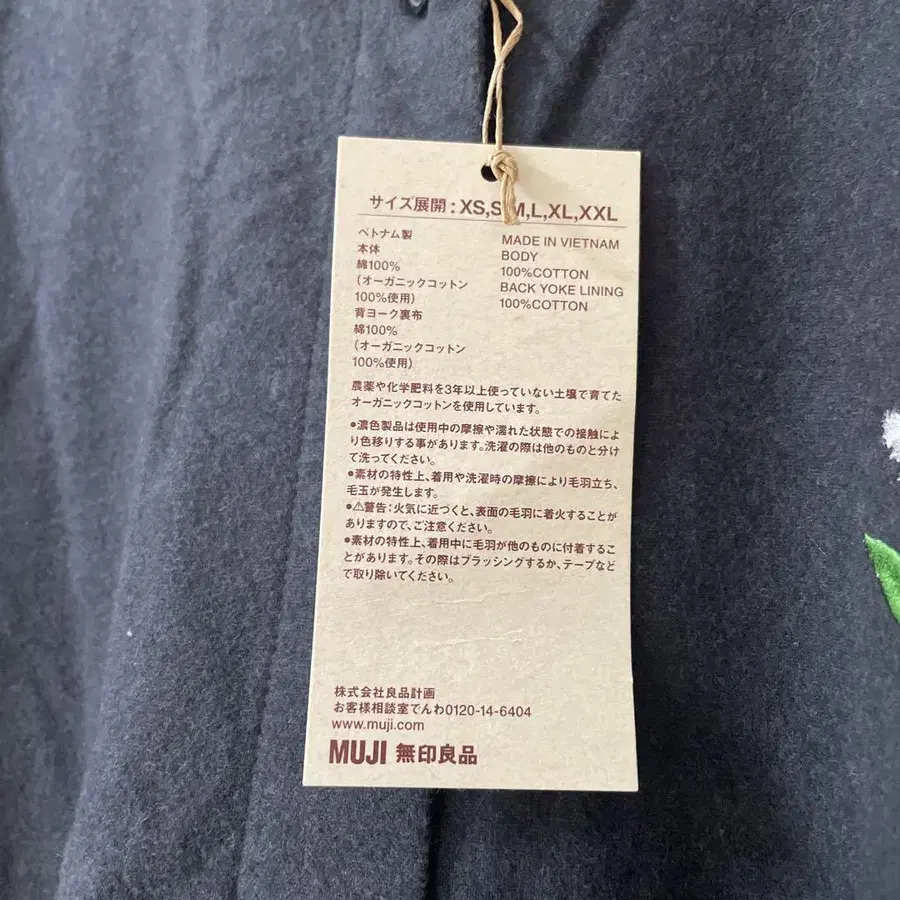 サイズ展開:XS,S,M,L,XL,XXL
ベトナム製
本体
綿100%
(オーガニックコットン
100%使用)
背ヨーク裏布
綿100%
(オーガニックコットン
100%使用)
MADE IN VIETNAM
BODY
100%COTTON
BACK YOKE LINING
100%COTTON
農薬や化学肥料を3年以上使っていない土壌で育てた
オーガニックコットンを使用しています。
●濃色製品は使用中の摩擦や濡れた状態での接触によ
り色移りする事があります。洗濯の際は他のものと分け
て洗ってください。
●素材の特性上、着用や洗濯時の摩擦により毛羽立ち、
毛玉が発生します。
●⚠警告:火気に近づくと、表面の毛羽に着火することが
ありますので、ご注意ください。
●素材の特性上、着用中に毛羽が他のものに付着するこ
とがあります。その際はブラッシングするか、テープなど
で取り除いてください。
株式会社良品計画
お客様相談室でんわ0120-14-6404
www.muji.com
MUJI 無印良品